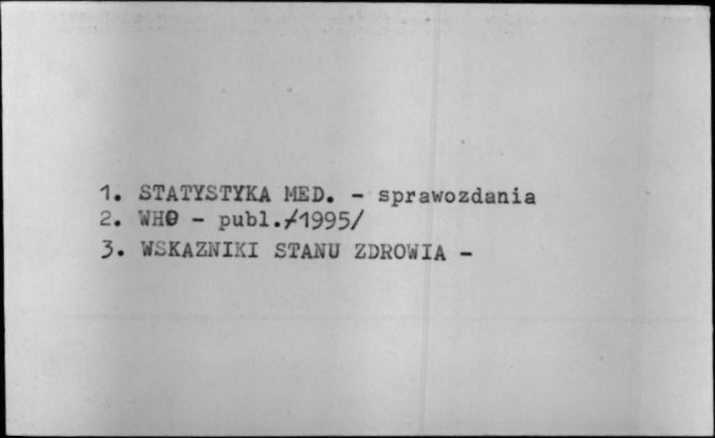 1. STATYSTYKA MED. - sprawozdania
2. WHO - publ./1995/
3. WSKAZNIKI STANU ZDROWIA -